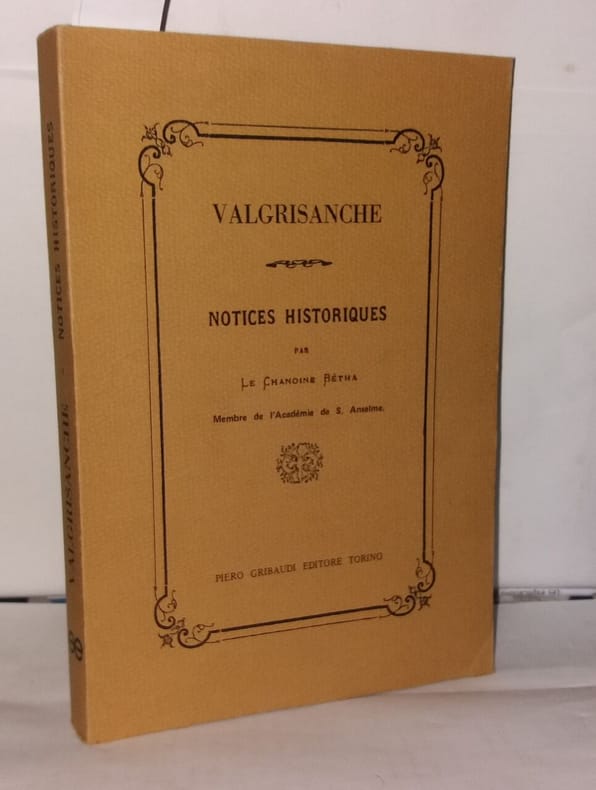 VALGRISANCHE
NOTICES HISTORIQUES
PAR
LE CHANOINE BÉTHA
Membre de l'Académie de S. Anselme.
PIERO GRIBAUDI EDITORE TORINO
VALGRISANCHE - NOTICES HISTORIQUES